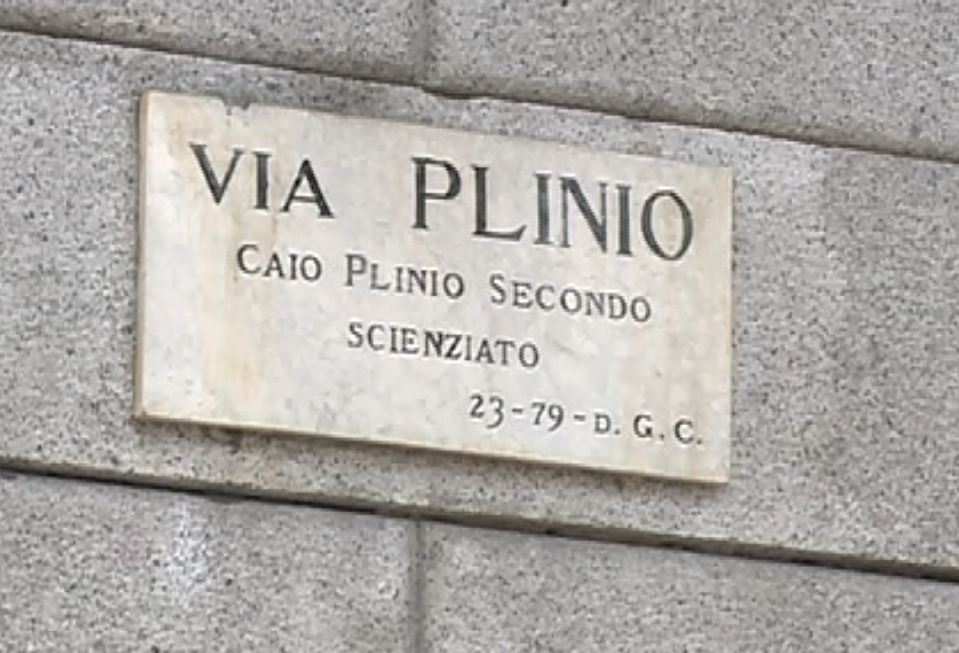 VIA PLINIO
CAIO PLINIO SECONDO
SCIENZIATO
23-79-D. G. C.